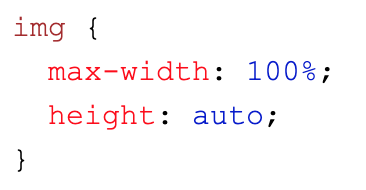 img {
  max-width: 100%;
  height: auto;
}